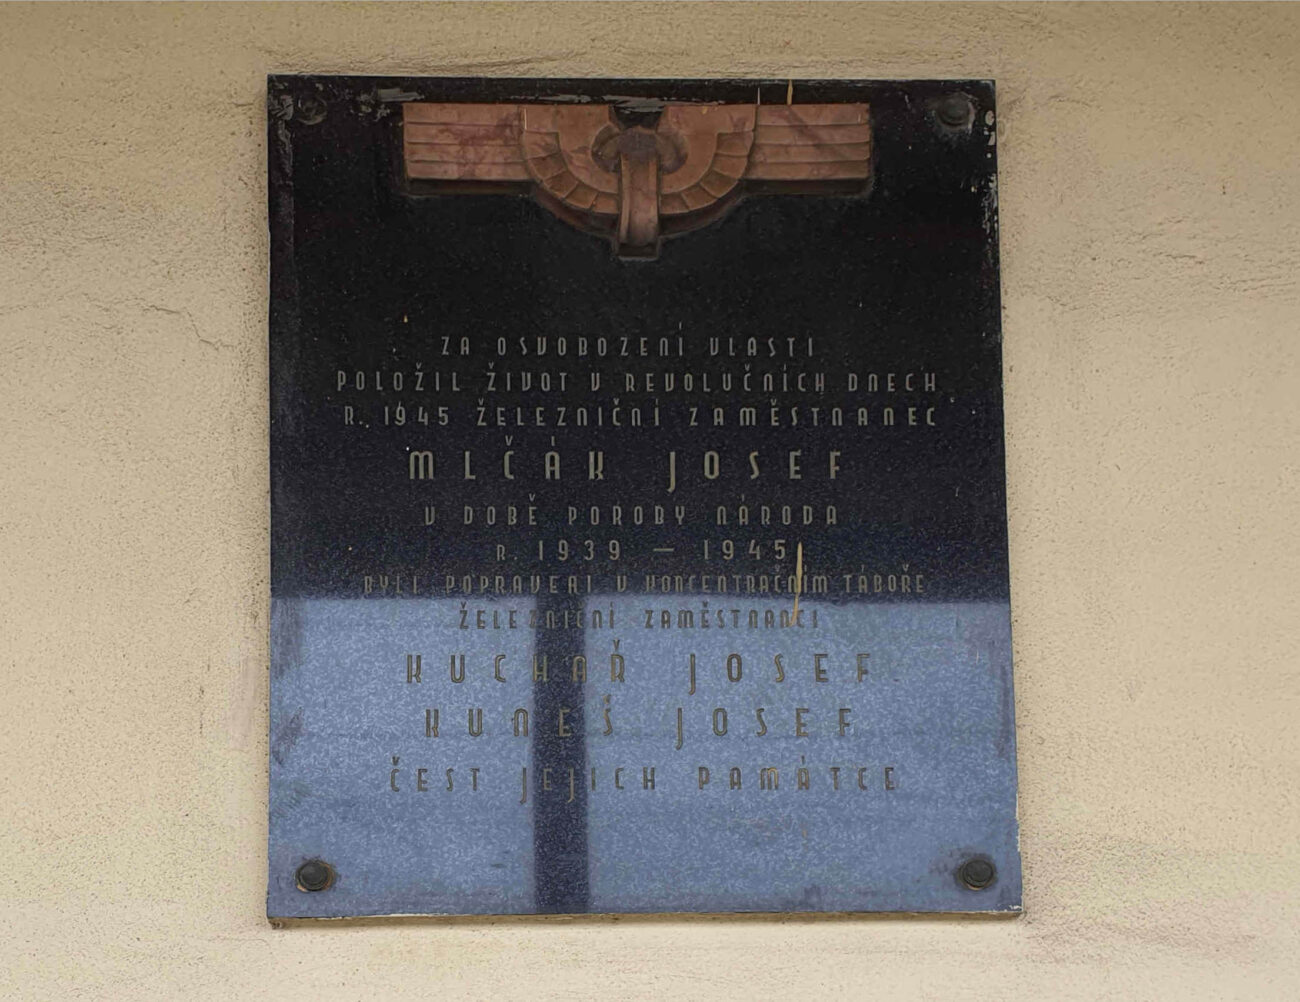 ZA OSVOBOZENÍ VLASTI
POLOŽIL ŽIVOT V REVOLUČNÍCH DNECH
R. 1945 ŽELEZNIČNÍ ZAMĚSTNANEC
MLČÁK JOSEF
V DOBĚ POROBY NÁRODA
R. 1939 — 1945
BYLI POPRAVENI V KONCENTRAČNÍM TÁBOŘE
ŽELEZNIČNÍ ZAMĚSTNANCI
KUCHAŘ JOSEF
KUNEŠ JOSEF
ČEST JEJICH PAMÁTCE